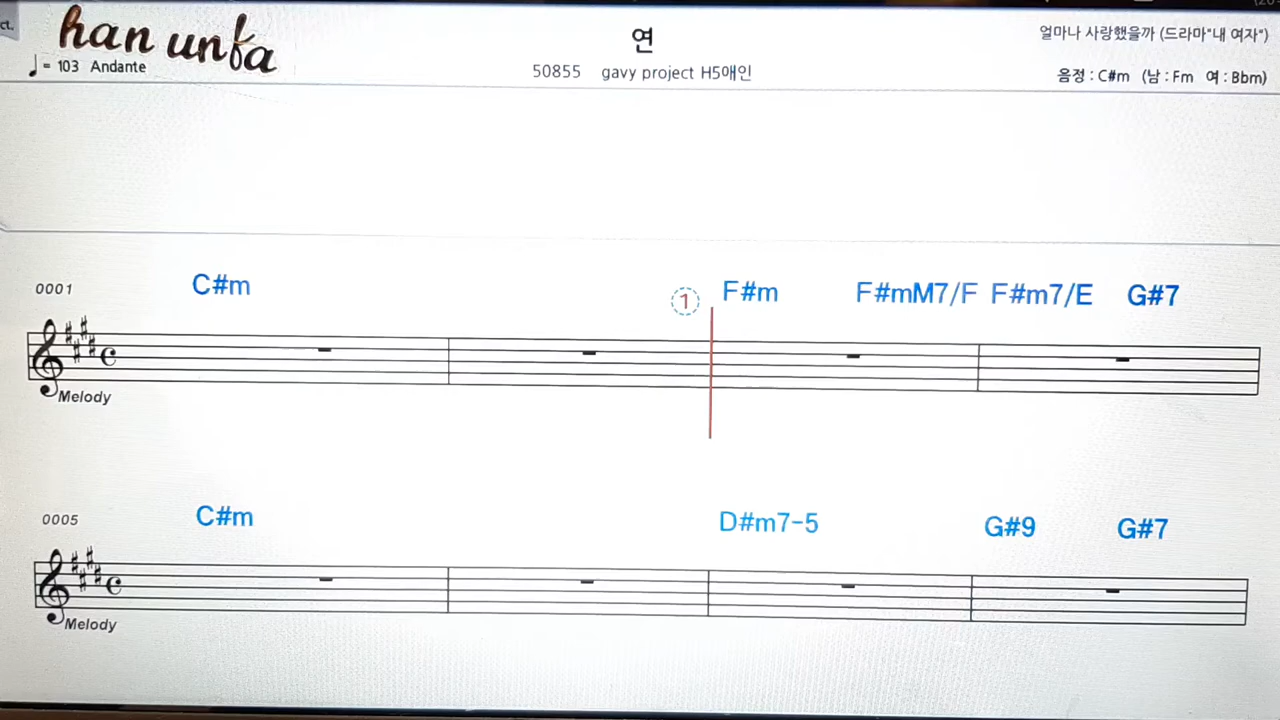 ct.
han unfa
= 103 Andante
연
50855 gavy project H5애인
얼마나 사랑했을까 (드라마"내 여자")
음정 : C#m (남 : Fm 여 : Bbm)
0001
C#m
1
F#m F#mM7/F F#m7/E G#7
Melody
0005
C#m D#m7-5 G#9 G#7
Melody